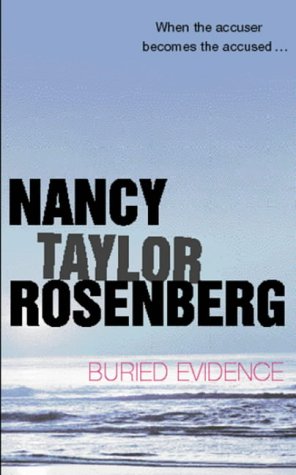 When the accuser
becomes the accused...
NANCY
TAYLOR
ROSENBERG
BURIED EVIDENCE